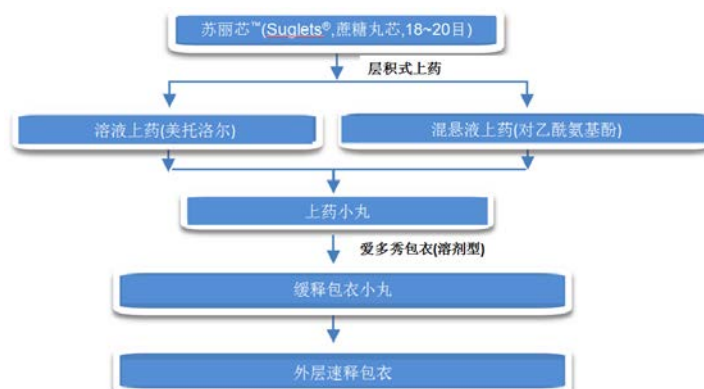 苏丽芯™(Suglets®,蔗糖丸芯,18~20目)
层积式上药
溶液上药(美托洛尔)
混悬液上药(对乙酰氨基酚)
上药小丸
爱多秀包衣(溶剂型)
缓释包衣小丸
外层速释包衣